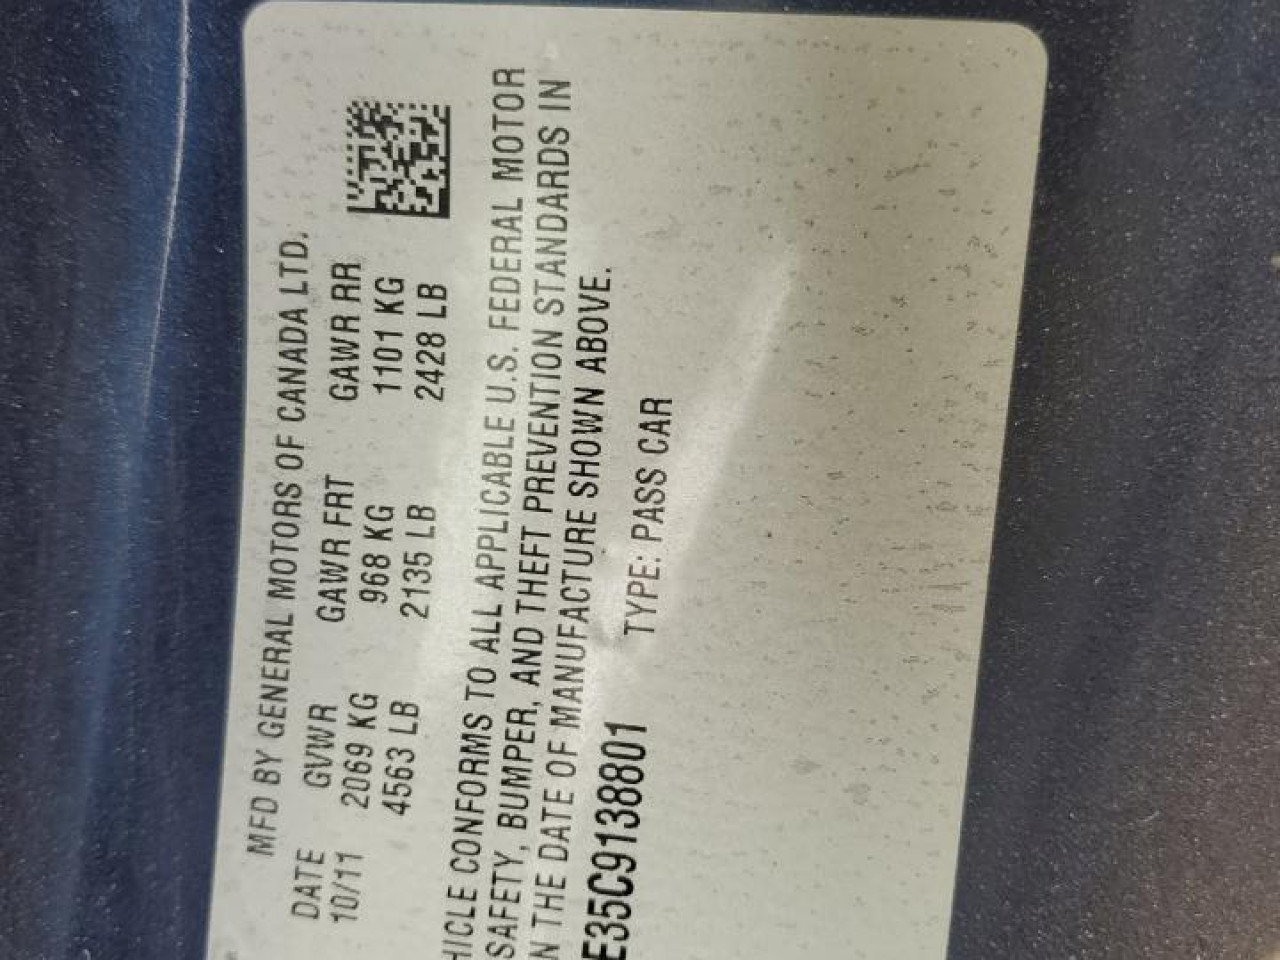 MFD BY GENERAL MOTORS OF CANADA LTD.
DATE GVWR GAWR FRT GAWR RR
10/11 2069 KG 968 KG 1101 KG
4563 LB 2135 LB 2428 LB
HICLE CONFORMS TO ALL APPLICABLE U.S. FEDERAL MOTOR
SAFETY, BUMPER, AND THEFT PREVENTION STANDARDS IN
N THE DATE OF MANUFACTURE SHOWN ABOVE.
E35C9138801 TYPE: PASS CAR